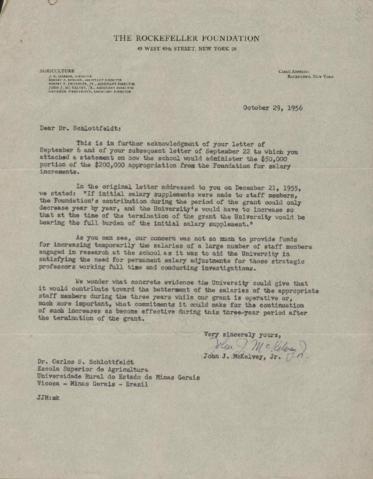 THE ROCKEFELLER FOUNDATION
49 WEST 49th STREET, NEW YORK 20
AGRICULTURE
JOHN J. MC KELVEY, JR., ASSISTANT DIRECTOR
Cable Address:
Rockfound, New York
October 29, 1956
Dear Dr. Schlottfeldt:
This is in further acknowledgment of your letter of
September 6 and of your subsequent letter of September 22 to which you
attached a statement on how the school would administer the $50,000
portion of the $200,000 appropriation from the Foundation for salary
increments.
In the original letter addressed to you on December 21, 1955,
we stated: "If initial salary supplements were made to staff members,
the Foundation's contribution during the period of the grant could only
decrease year by year, and the University's would have to increase so
that at the time of the termination of the grant the University would be
bearing the full burden of the initial salary supplement."
As you can see, our concern was not so much to provide funds
for increasing temporarily the salaries of a large number of staff members
engaged in research at the school as it was to aid the University in
satisfying the need for permanent salary adjustments for those strategic
professors working full time and conducting investigations.
We wonder what concrete evidence the University could give that
it would contribute toward the betterment of the salaries of the appropriate
staff members during the three years while our grant is operative or,
much more important, what commitments it could make for the continuation
of such increases as become effective during this three-year period after
the termination of the grant.
Very sincerely yours,
John J. McKelvey Jr.
John J. McKelvey, Jr.
Dr. Carlos S. Schlottfeldt
Escola Superior de Agricultura
Universidade Rural do Estado de Minas Gerais
Vicosa - Minas Gerais - Brazil
JJM:mk